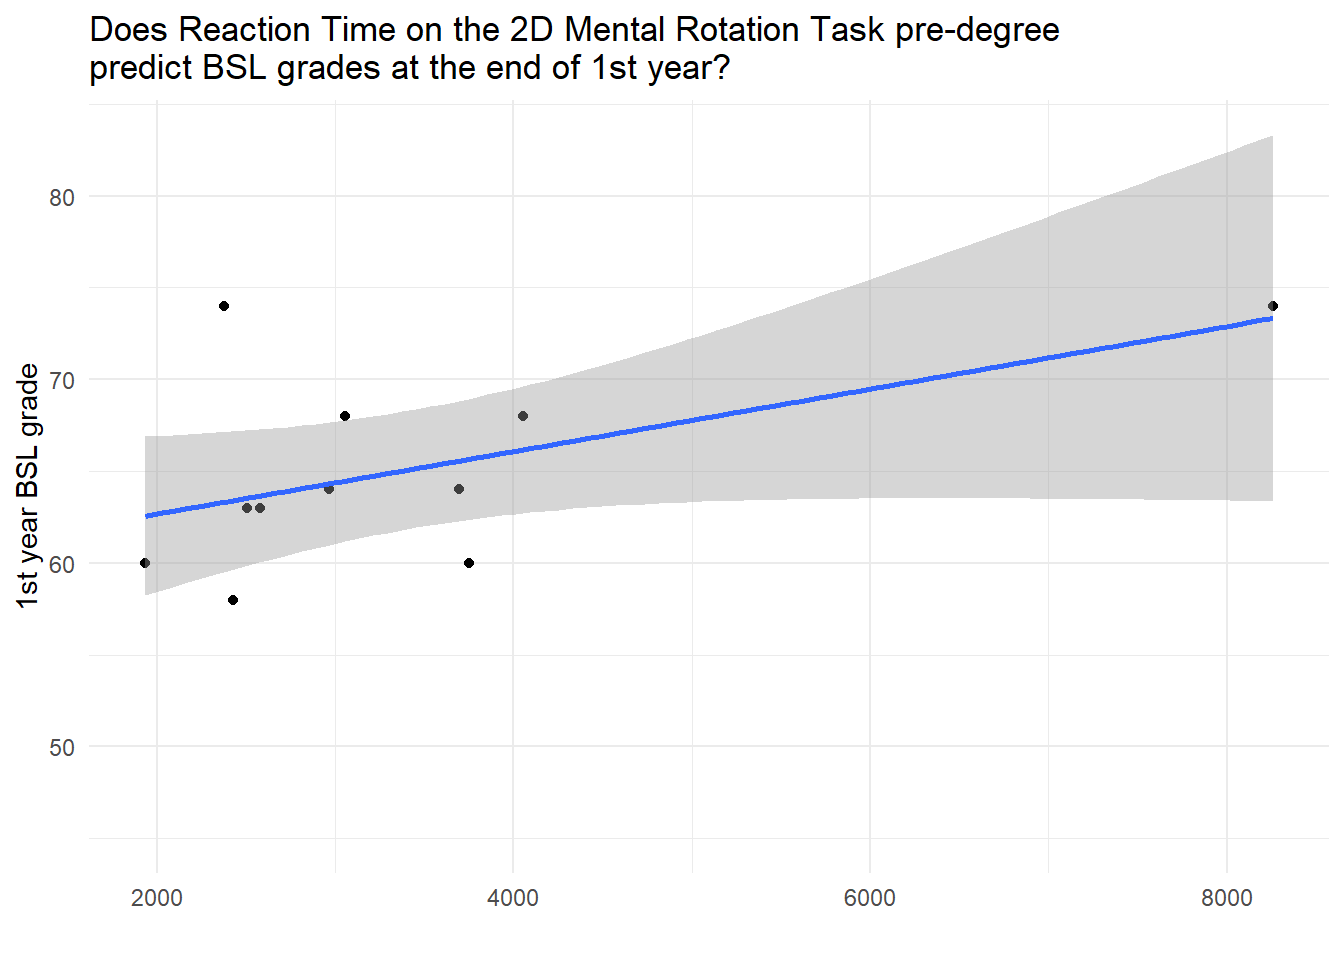 Does Reaction Time on the 2D Mental Rotation Task pre-degree
predict BSL grades at the end of 1st year?
1st year BSL grade
80
70
60
50
2000
4000
6000
8000